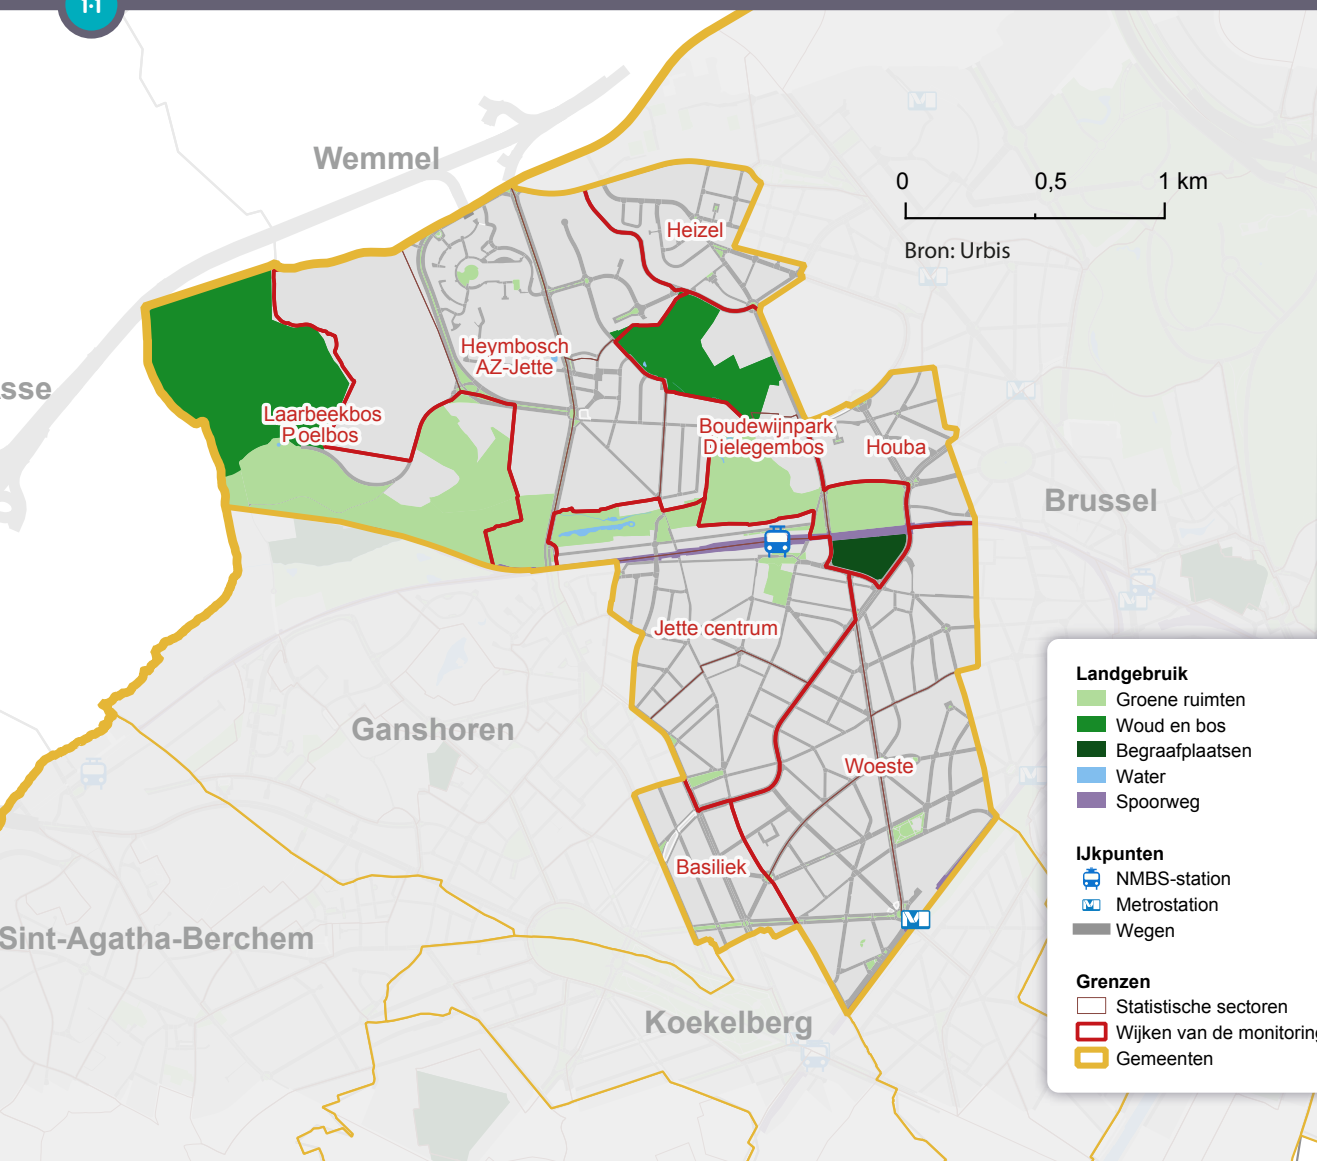 1·1
Wemmel
0 0,5 1 km
Bron: Urbis
Heizel
Heymbosch
AZ-Jette
sse
Laarbeekbos
Poelbos
Boudewijnpark
Dielegembos
Houba
Brussel
Jette centrum
Ganshoren
Woeste
Basiliek
Sint-Agatha-Berchem
Koekelberg
M
Landgebruik
Groene ruimten
Woud en bos
Begraafplaatsen
Water
Spoorweg
IJkpunten
NMBS-station
M Metrostation
Wegen
Grenzen
Statistische sectoren
Wijken van de monitoring
Gemeenten